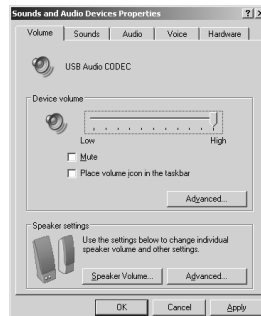 Sounds and Audio Devices Properties
Volume Sounds Audio Voice Hardware
USB Audio CODEC
Device volume
Low High
Mute
Place volume icon in the taskbar
Advanced...
Speaker settings
Use the settings below to change individual
speaker volume and other settings.
Speaker Volume... Advanced...
OK Cancel Apply